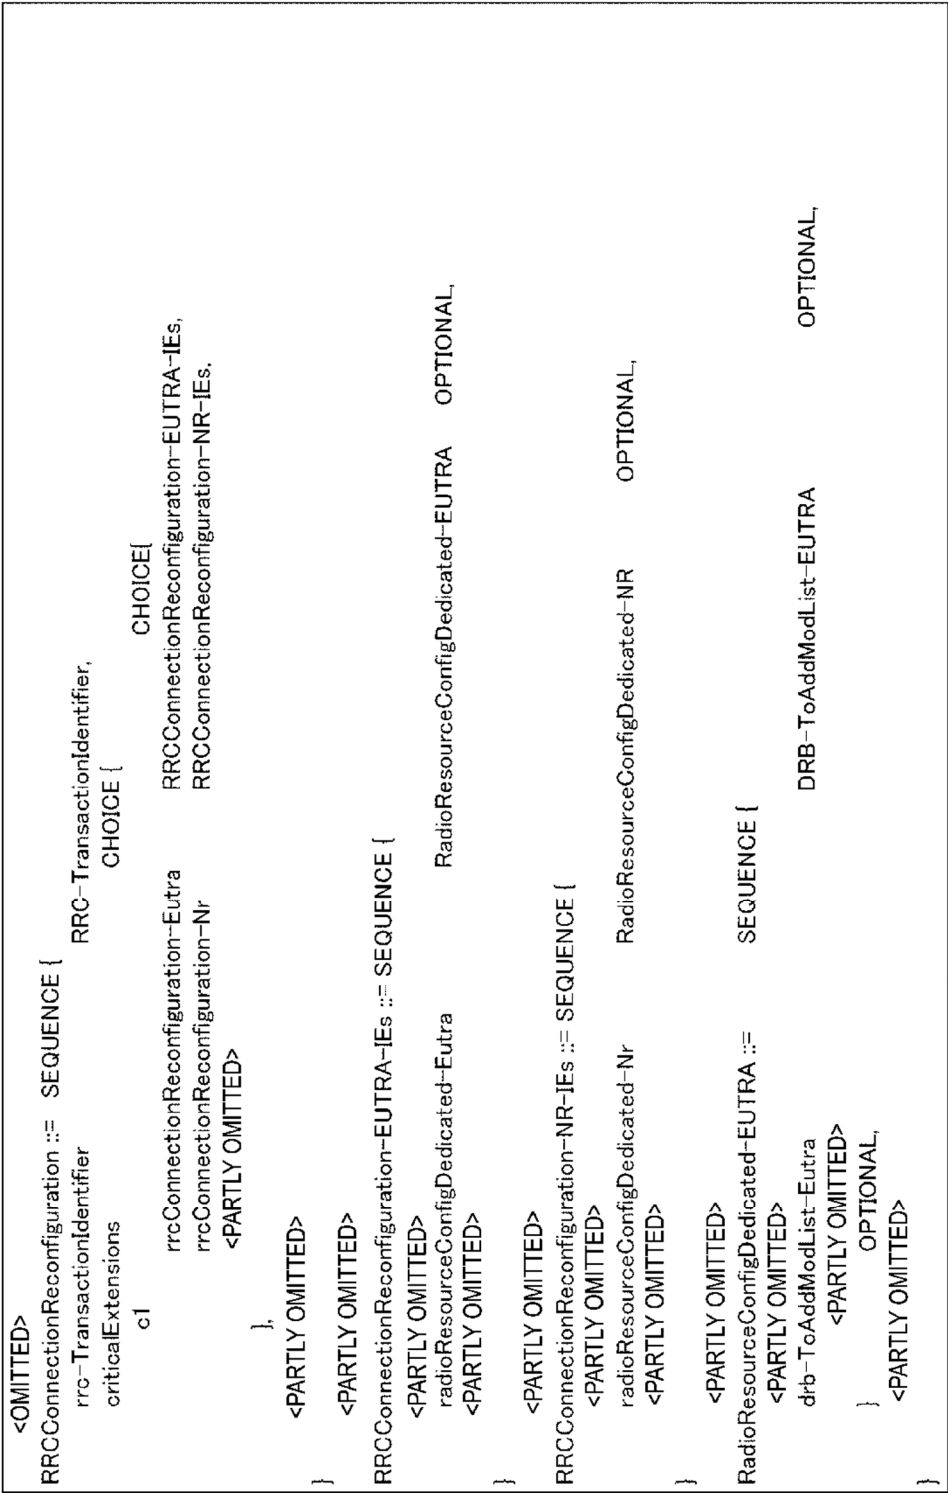 <OMITTED>
RRCConnectionReconfiguration ::= SEQUENCE {
rrc-TransactionIdentifier RRC-TransactionIdentifier,
criticalExtensions CHOICE {
c1 CHOICE{
rrcConnectionReconfiguration-Eutra RRCConnectionReconfiguration-EUTRA-IEs,
rrcConnectionReconfiguration-Nr RRCConnectionReconfiguration-NR-IEs,
<PARTLY OMITTED>
},
<PARTLY OMITTED>
}
<PARTLY OMITTED>
RRCConnectionReconfiguration-EUTRA-IEs ::= SEQUENCE {
<PARTLY OMITTED>
radioResourceConfigDedicated-Eutra RadioResourceConfigDedicated-EUTRA OPTIONAL,
<PARTLY OMITTED>
}
<PARTLY OMITTED>
RRCConnectionReconfiguration-NR-IEs ::= SEQUENCE {
<PARTLY OMITTED>
radioResourceConfigDedicated-Nr RadioResourceConfigDedicated-NR OPTIONAL,
<PARTLY OMITTED>
}
<PARTLY OMITTED>
RadioResourceConfigDedicated-EUTRA ::= SEQUENCE {
<PARTLY OMITTED>
drb-ToAddModList-Eutra DRB-ToAddModList-EUTRA OPTIONAL,
<PARTLY OMITTED>
} OPTIONAL,
<PARTLY OMITTED>
}